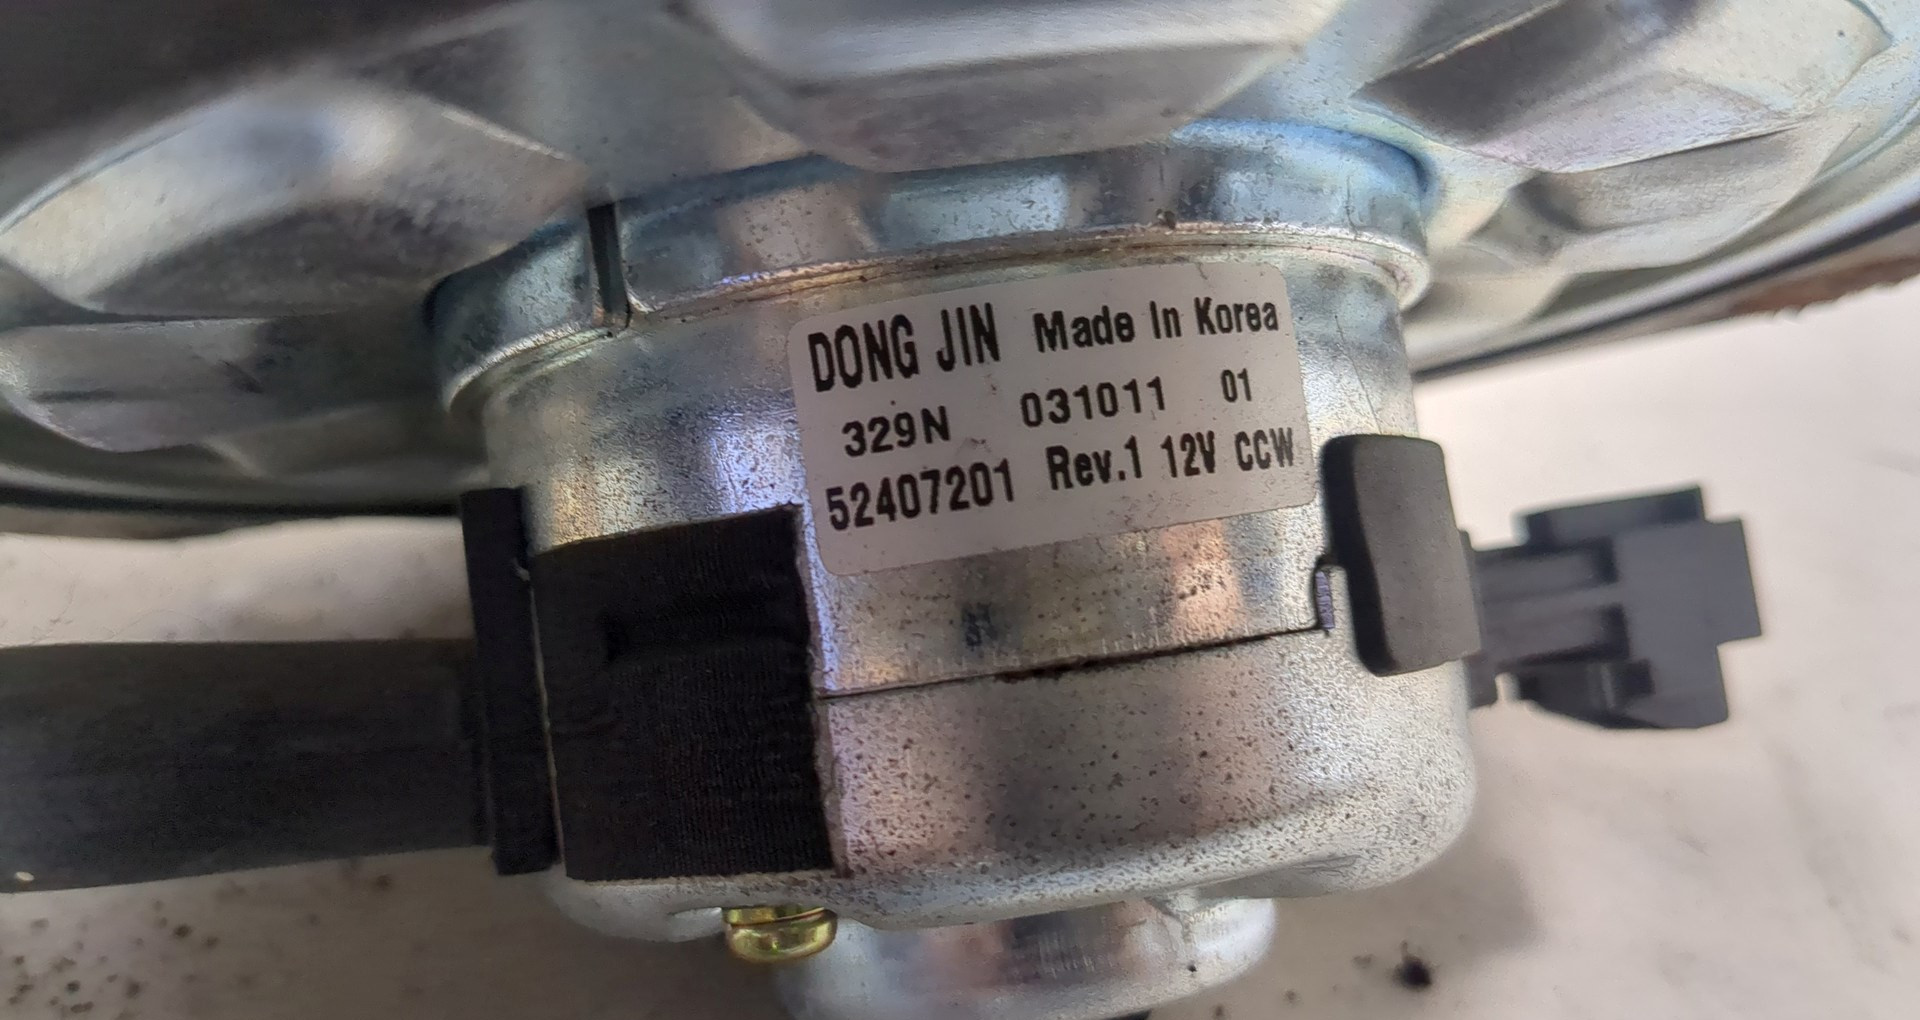 DONG JIN Made In Korea
329N 031011 01
52407201 Rev.1 12V CCW